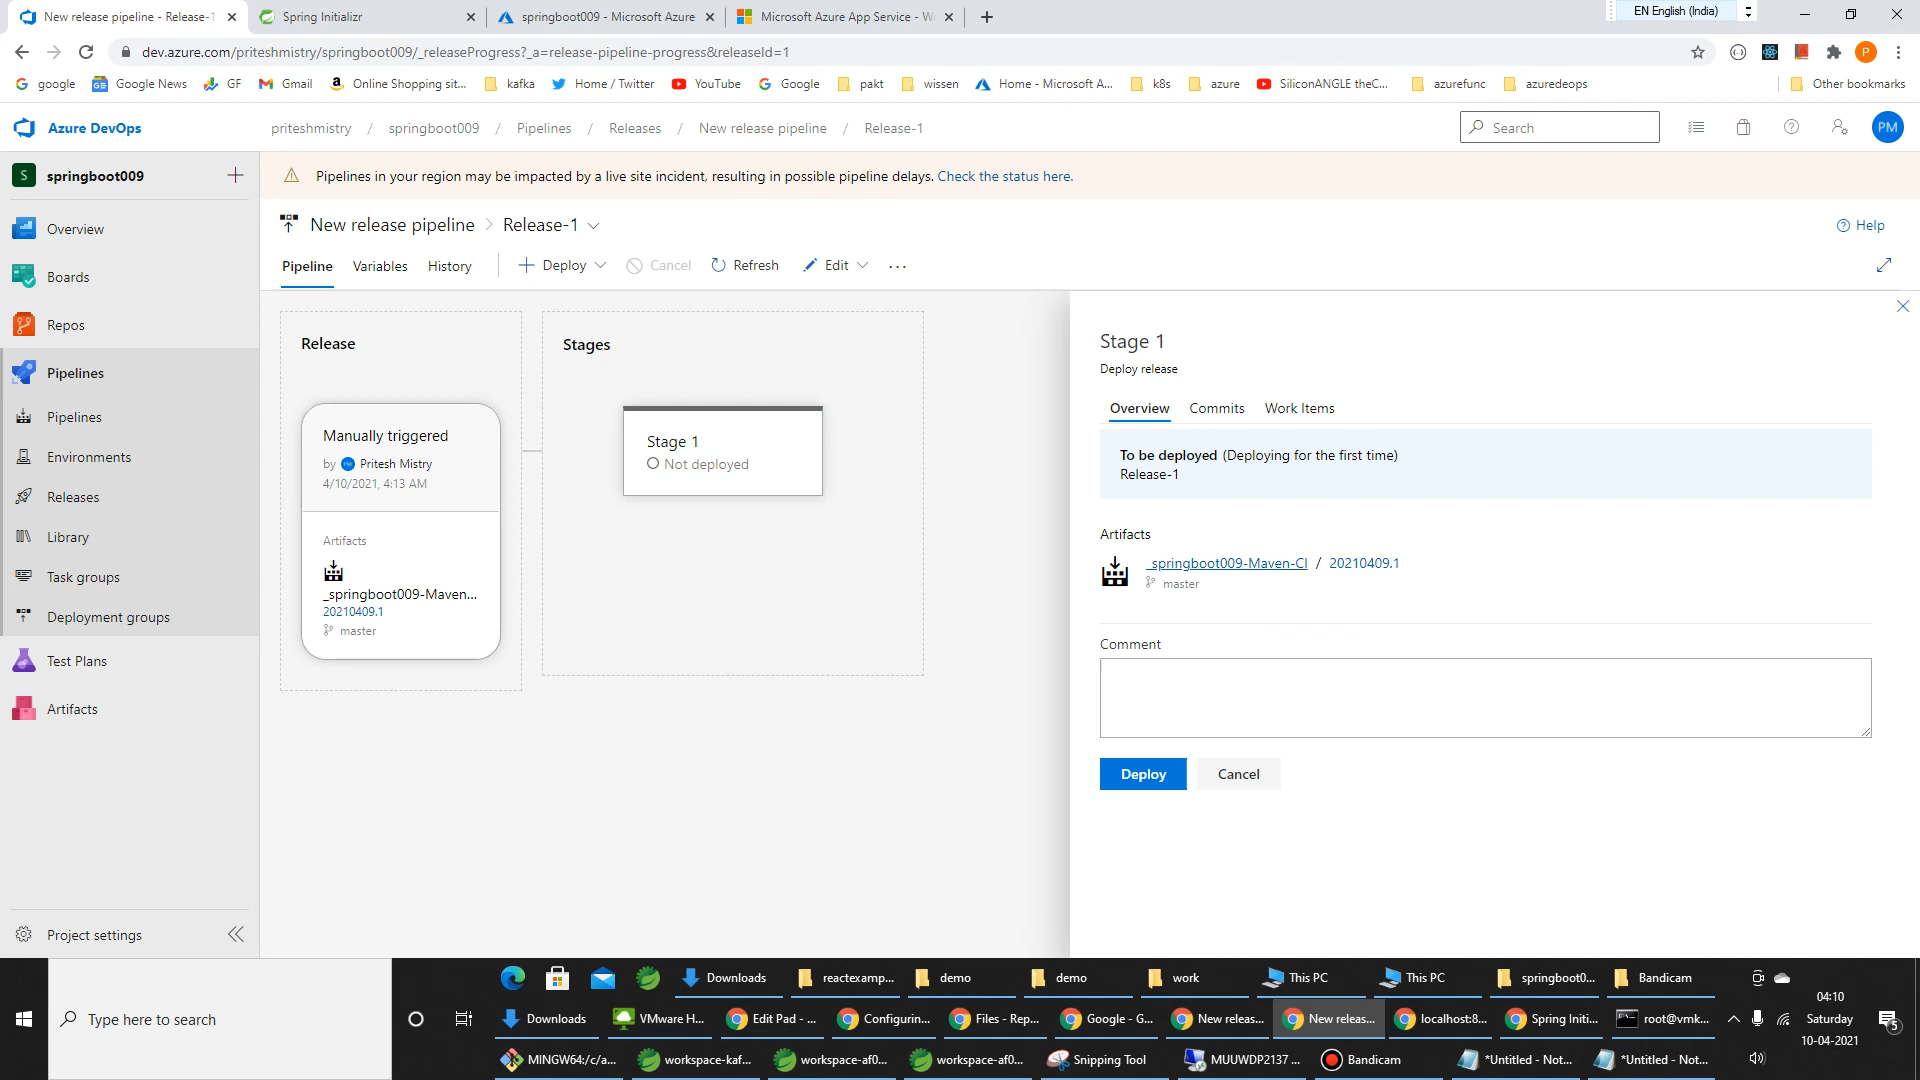 New release pipeline - Release-1
Spring Initializr
springboot009 - Microsoft Azure
Microsoft Azure App Service - W
EN English (India)
dev.azure.com/priteshmistry/springboot009/_releaseProgress?_a=release-pipeline-progress&releaseId=1
P
google
Google News
GF
Gmail
Online Shopping sit...
kafka
Home / Twitter
YouTube
Google
pakt
wissen
Home - Microsoft A...
k8s
azure
SiliconANGLE theC...
azurefunc
azuredeops
Other bookmarks
Azure DevOps
priteshmistry / springboot009 / Pipelines / Releases / New release pipeline / Release-1
Search
PM
S springboot009
Pipelines in your region may be impacted by a live site incident, resulting in possible pipeline delays. Check the status here.
Overview
Boards
Repos
Pipelines
Pipelines
Environments
Releases
Library
Task groups
Deployment groups
Test Plans
Artifacts
Project settings
New release pipeline > Release-1
Help
Pipeline
Variables
History
Deploy
Cancel
Refresh
Edit
Release
Manually triggered
by PM Pritesh Mistry
4/10/2021, 4:13 AM
Artifacts
_springboot009-Maven...
20210409.1
master
Stages
Stage 1
Not deployed
Stage 1
Deploy release
Overview
Commits
Work Items
To be deployed (Deploying for the first time)
Release-1
Artifacts
_springboot009-Maven-CI / 20210409.1
master
Comment
Deploy
Cancel
Type here to search
Downloads
reactexamp...
demo
demo
work
This PC
This PC
springboot0...
Bandicam
Downloads
VMware H...
Edit Pad - ...
Configurin...
Files - Rep...
Google - G...
New releas...
New releas...
localhost:8...
Spring Initi...
root@vmk...
MINGW64:/c/a...
workspace-kaf...
workspace-af0...
workspace-af0...
Snipping Tool
MUUWDP2137 ...
Bandicam
*Untitled - Not...
*Untitled - Not...
04:10
Saturday
10-04-2021
5